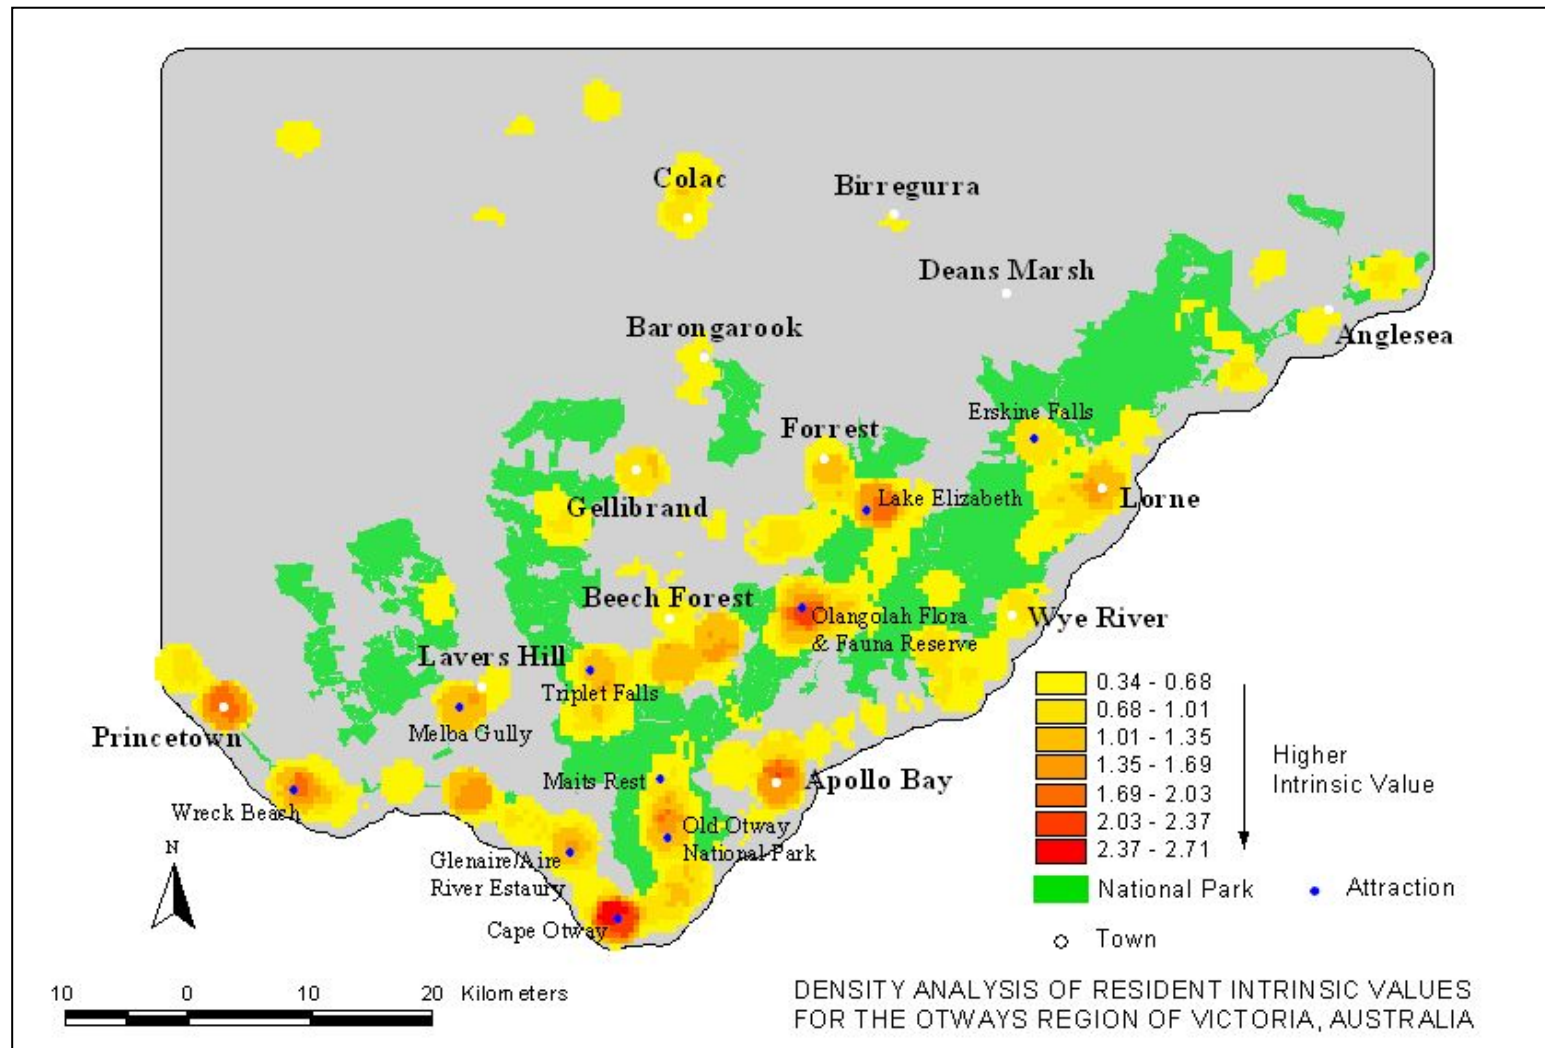 Colac
Birregurra
Deans Marsh
Barongarook
Anglesea
Erskine Falls
Forrest
Lake Elizabeth
Lorne
Gellibrand
Beech Forest
Olangolah Flora
& Fauna Reserve
Wye River
Lavers Hill
Triplet Falls
Melba Gully
Princetown
Maits Rest
Apollo Bay
Wreck Beach
Old Otway
National Park
Glenaire/Aire
River Estaury
Cape Otway
0.34 - 0.68
0.68 - 1.01
1.01 - 1.35
1.35 - 1.69
1.69 - 2.03
2.03 - 2.37
2.37 - 2.71
Higher
Intrinsic Value
National Park
Attraction
Town
N
10 0 10 20 Kilometers
DENSITY ANALYSIS OF RESIDENT INTRINSIC VALUES
FOR THE OTWAYS REGION OF VICTORIA, AUSTRALIA